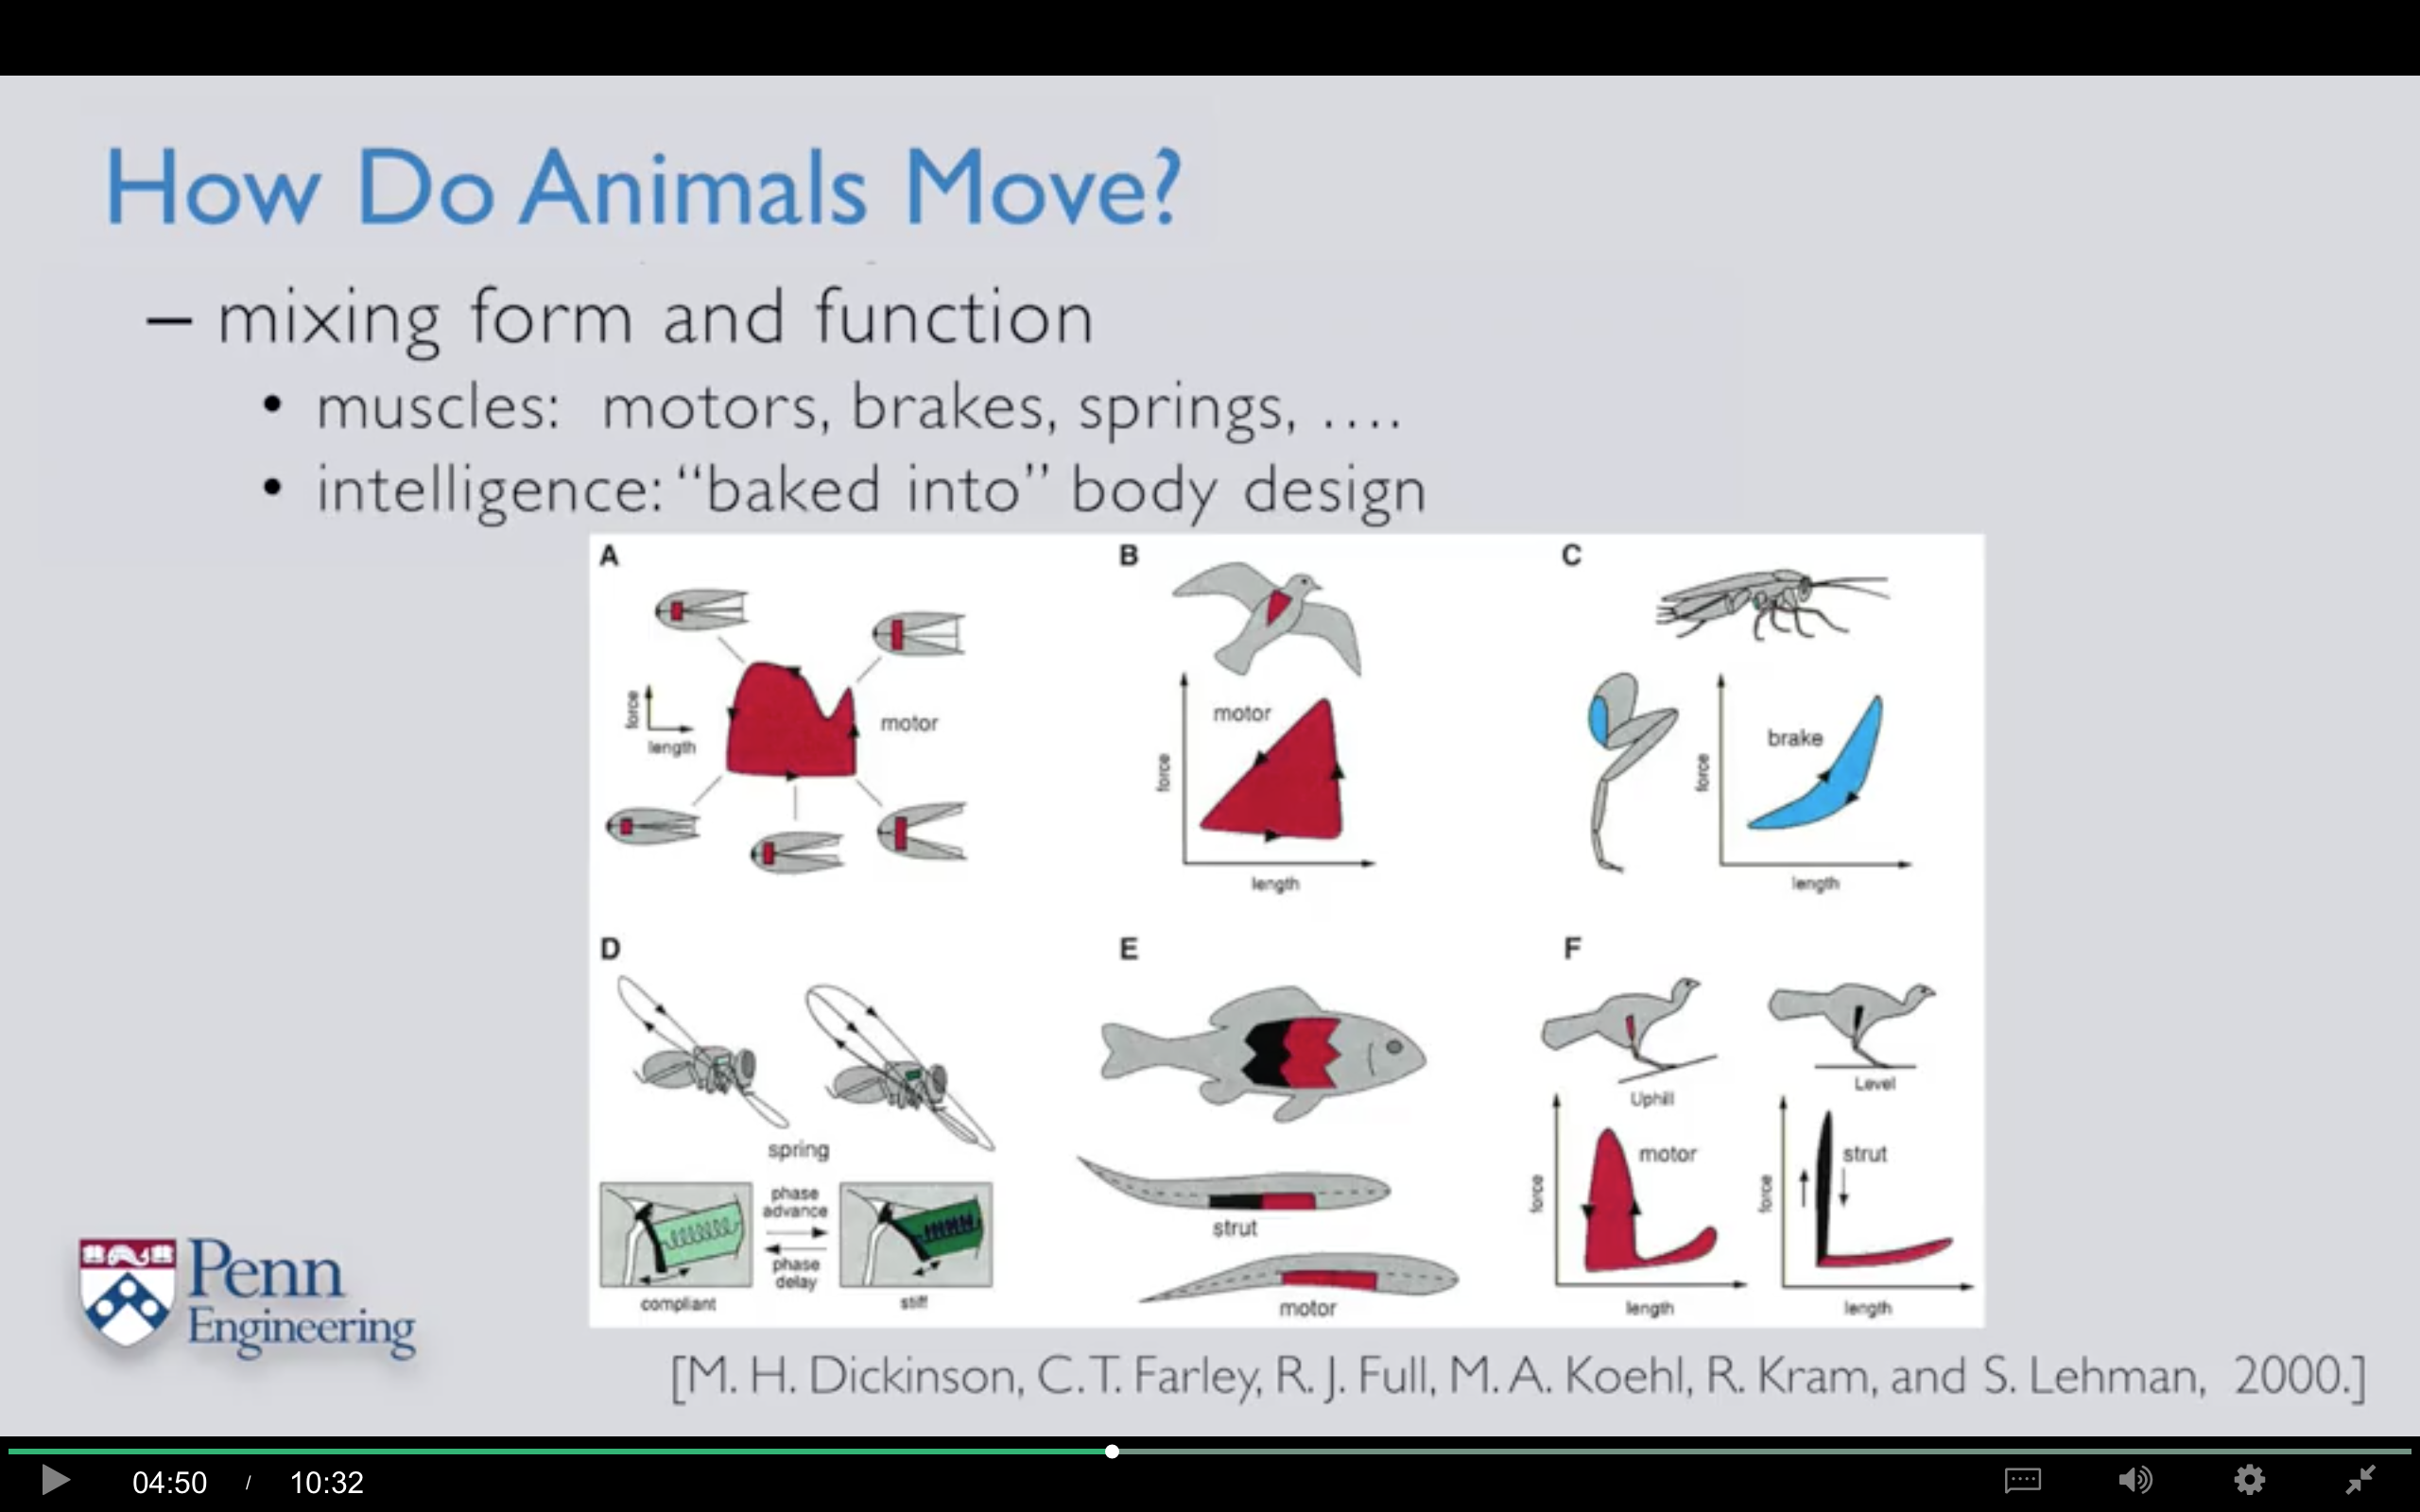 How Do Animals Move?
– mixing form and function
• muscles: motors, brakes, springs, ....
• intelligence: “baked into” body design
A
force
length
motor
B
motor
force
length
C
brake
force
length
D
spring
phase
advance
phase
delay
compliant
stiff
E
strut
motor
F
Uphill
Level
motor
force
length
strut
force
length
Penn
Engineering
[M. H. Dickinson, C. T. Farley, R. J. Full, M. A. Koehl, R. Kram, and S. Lehman, 2000.]
04:50 / 10:32